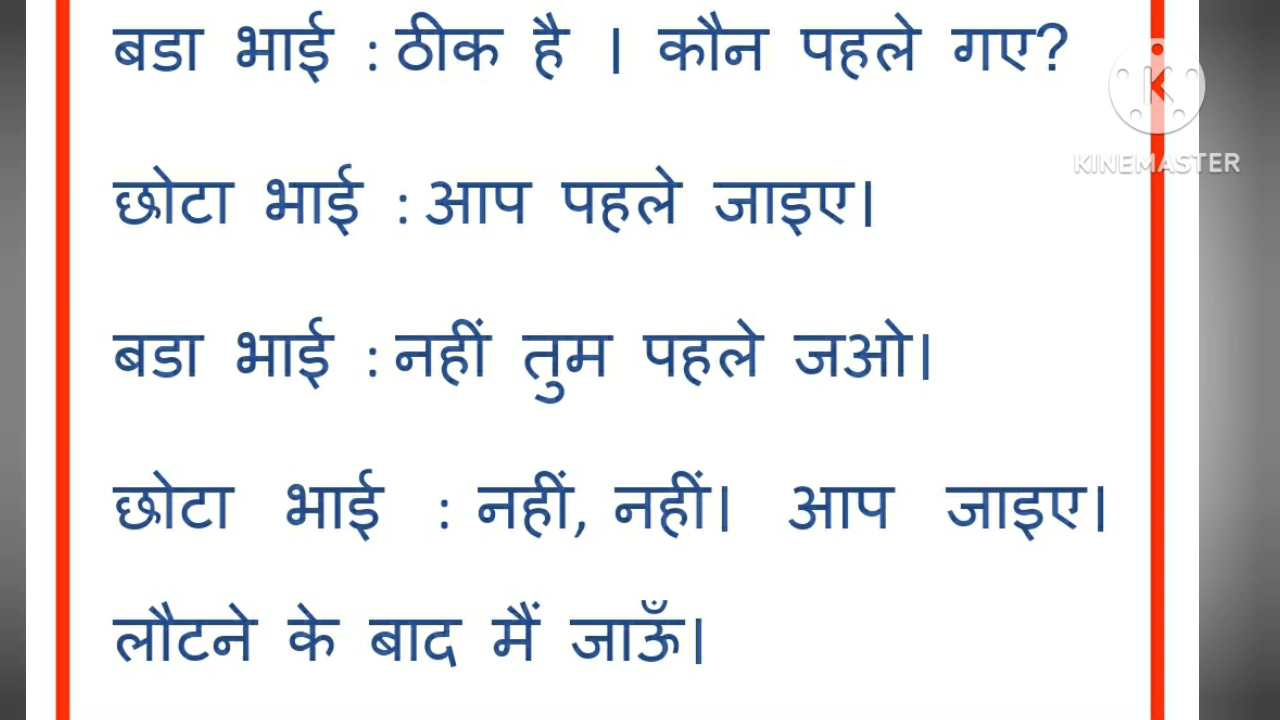 बडा भाई : ठीक है । कौन पहले गए?
KINEMASTER
छोटा भाई : आप पहले जाइए।
बडा भाई : नहीं तुम पहले जओ।
छोटा भाई : नहीं, नहीं। आप जाइए।
लौटने के बाद मैं जाऊँ।